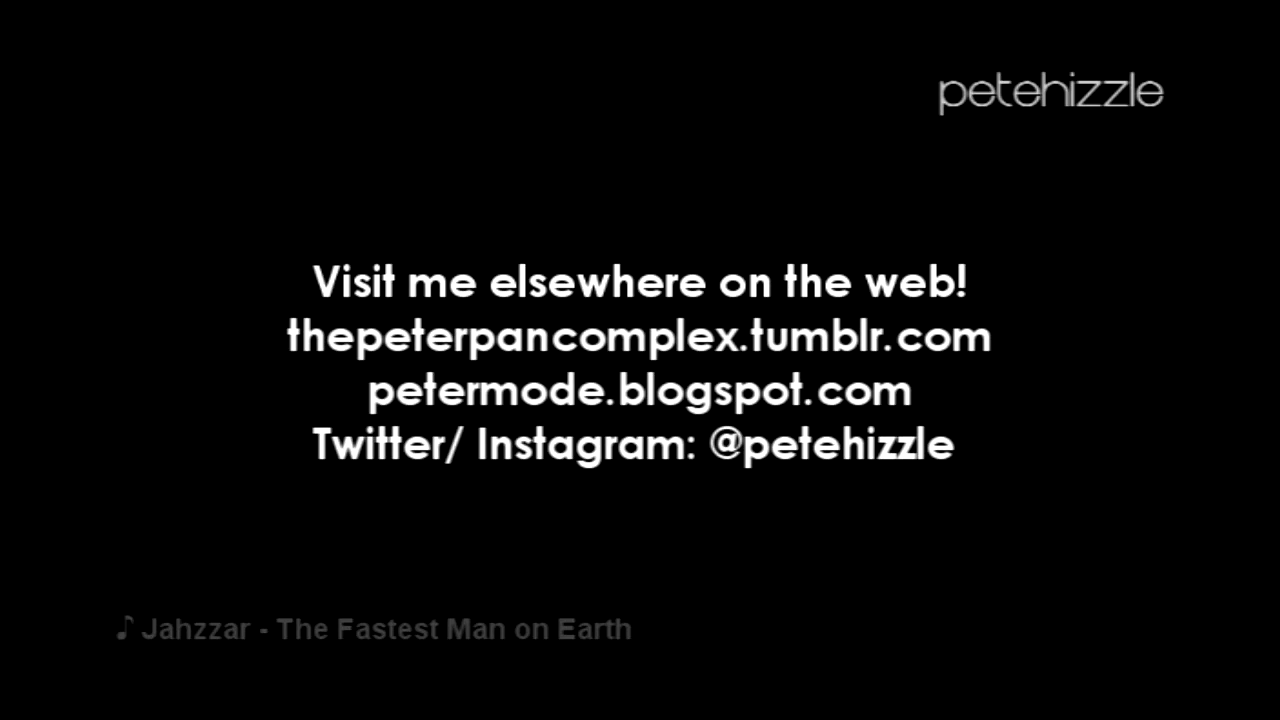 petehizzle
Visit me elsewhere on the web!
thepeterpancomplex.tumblr.com
petermode.blogspot.com
Twitter/ Instagram: @petehizzle
♪ Jahzzar - The Fastest Man on Earth